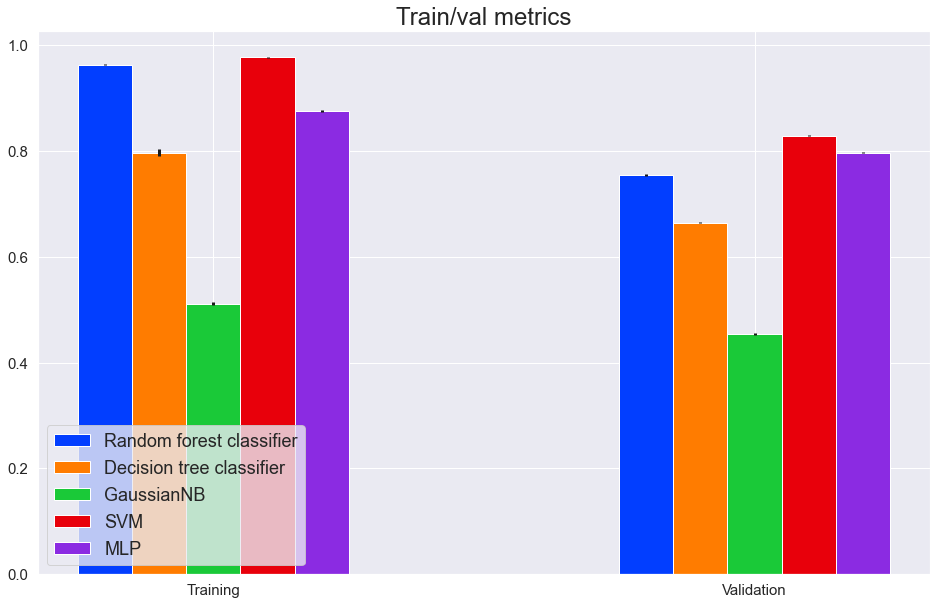 Train/val metrics
1.0
0.8
0.6
0.4
0.2
0.0
Random forest classifier
Decision tree classifier
GaussianNB
SVM
MLP
Training
Validation